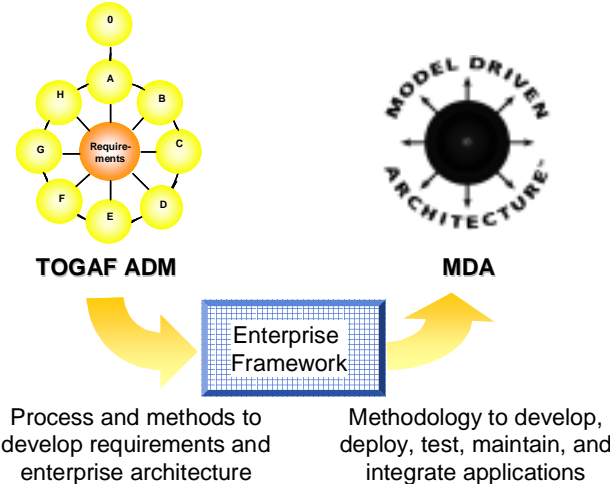 0
A
H
B
Require-
ments
G
C
F
D
E
MODEL DRIVEN
ARCHITECTURE™
TOGAF ADM
MDA
Enterprise
Framework
Process and methods to
develop requirements and
enterprise architecture
Methodology to develop,
deploy, test, maintain, and
integrate applications